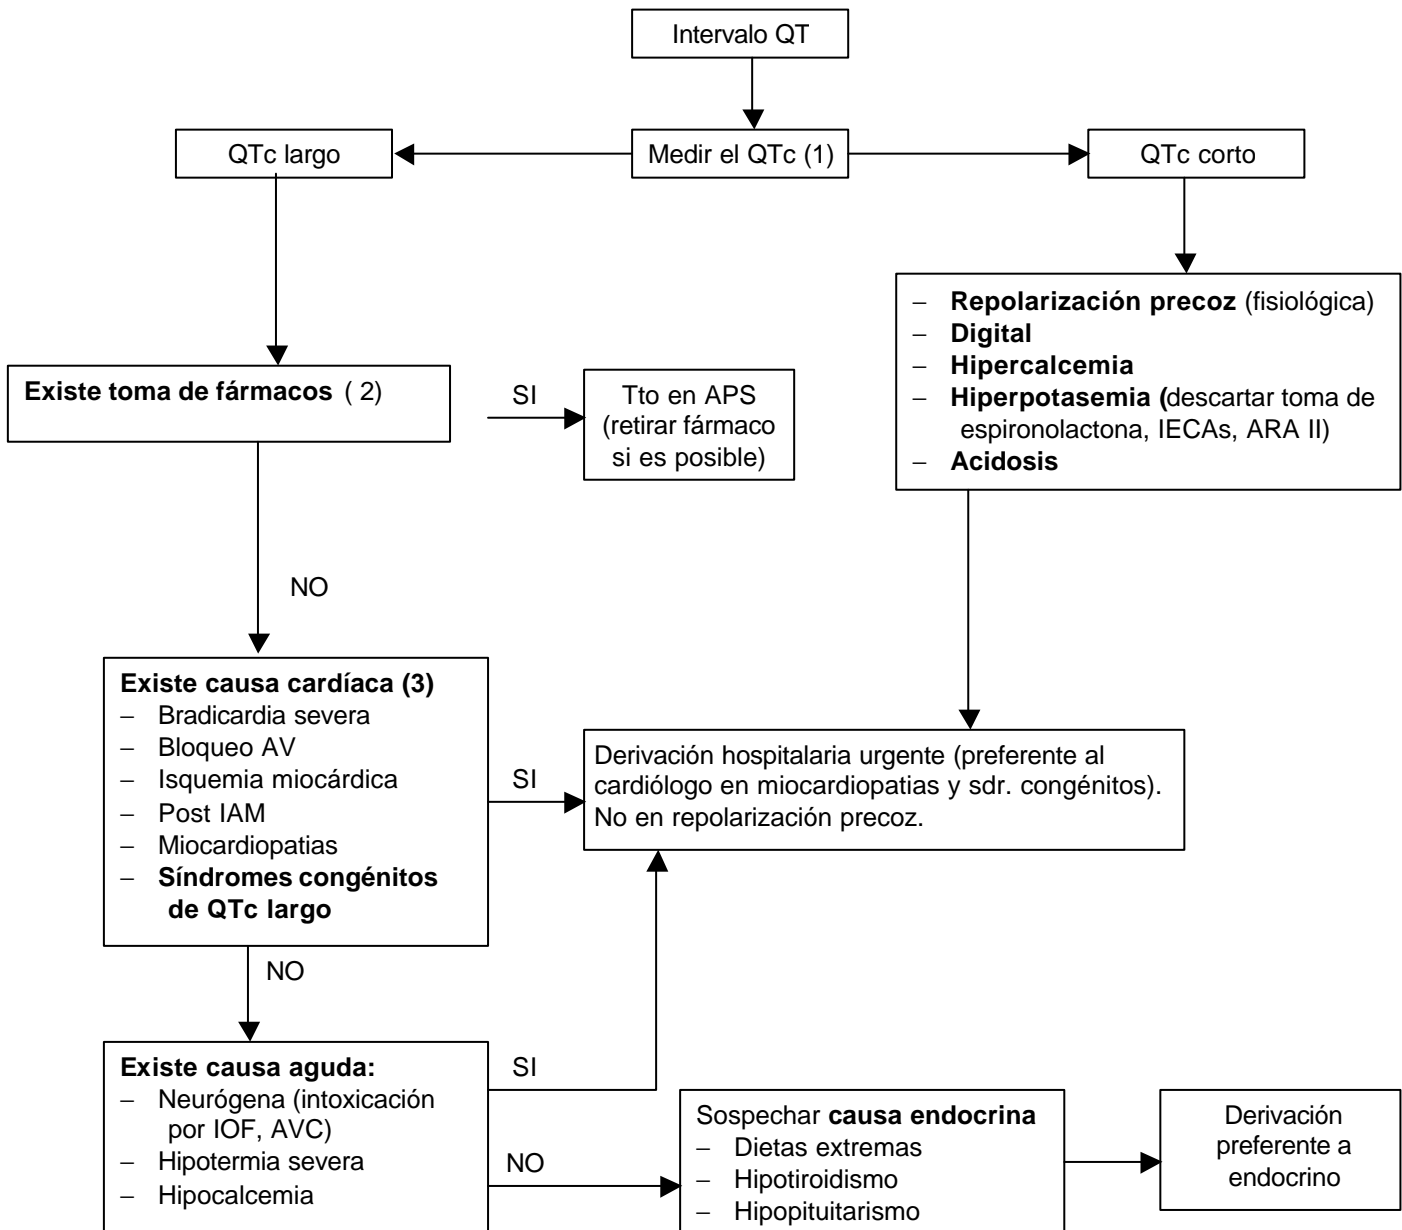 Intervalo QT
QTc largo
Medir el QTc (1)
QTc corto
– Repolarización precoz (fisiológica)
– Digital
– Hipercalcemia
– Hiperpotasemia (descartar toma de
espironolactona, IECAs, ARA II)
– Acidosis
Existe toma de fármacos ( 2)
SI
Tto en APS
(retirar fármaco
si es posible)
NO
Existe causa cardíaca (3)
– Bradicardia severa
– Bloqueo AV
– Isquemia miocárdica
– Post IAM
– Miocardiopatias
– Síndromes congénitos
de QTc largo
SI
Derivación hospitalaria urgente (preferente al
cardiólogo en miocardiopatias y sdr. congénitos).
No en repolarización precoz.
NO
Existe causa aguda:
– Neurógena (intoxicación
por IOF, AVC)
– Hipotermia severa
– Hipocalcemia
SI
NO
Sospechar causa endocrina
– Dietas extremas
– Hipotiroidismo
– Hipopituitarismo
Derivación
preferente a
endocrino